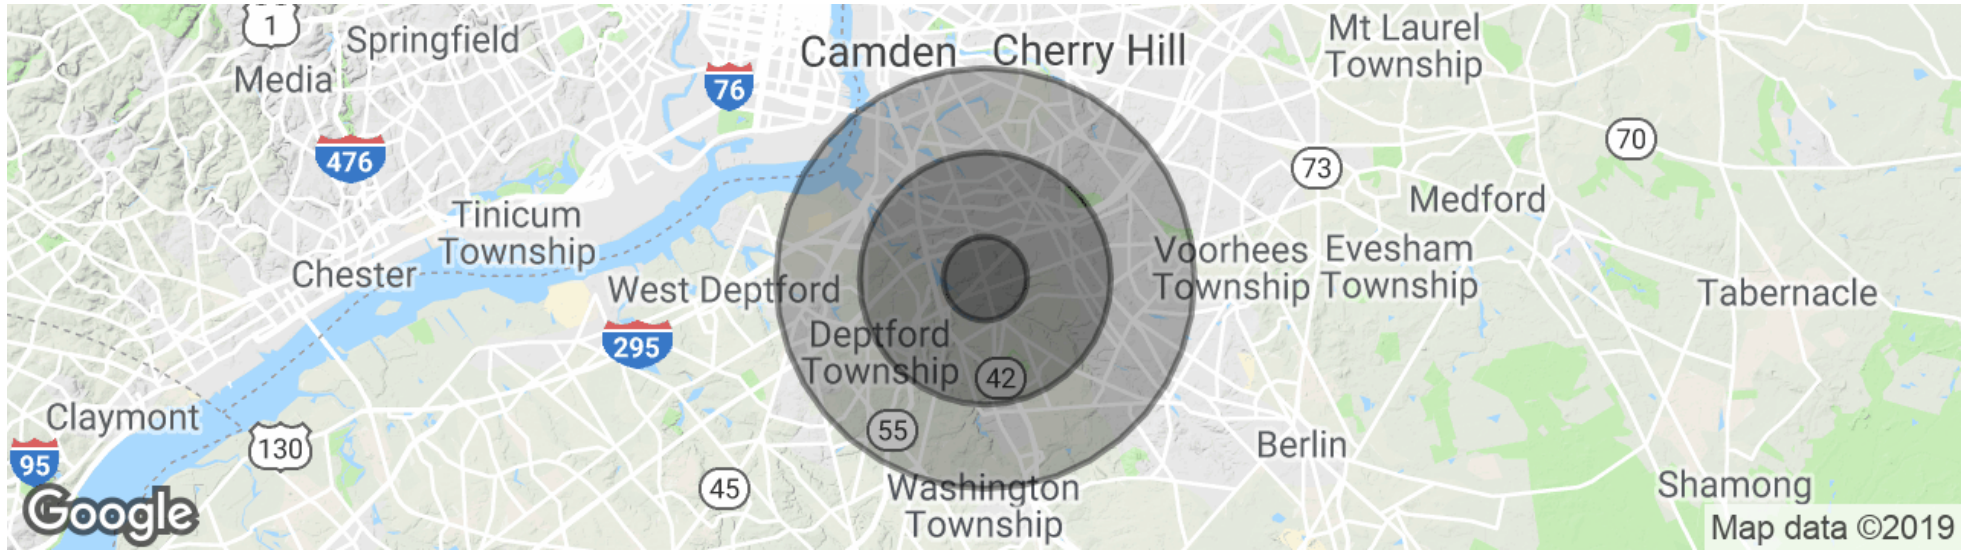 1
Springfield
Media
Camden
Cherry Hill
Mt Laurel
Township
76
476
70
73
Medford
Tinicum
Township
Chester
Voorhees
Township
Evesham
Township
West Deptford
Tabernacle
295
Deptford
Township
42
Claymont
55
130
Berlin
95
45
Washington
Township
Shamong
Google
Map data ©2019